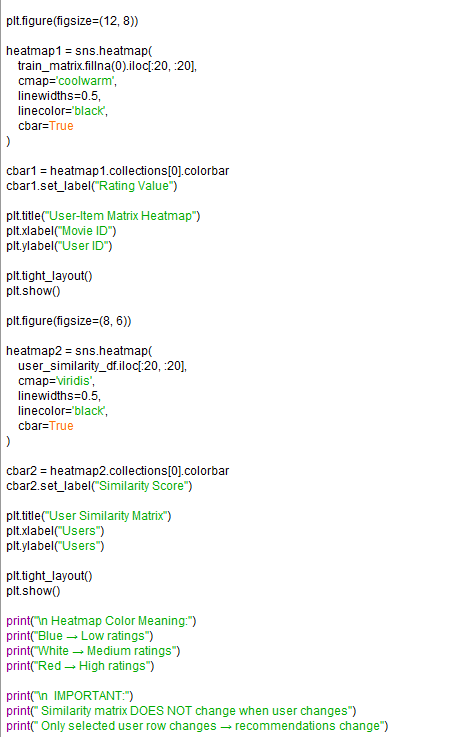 plt.figure(figsize=(12, 8))
heatmap1 = sns.heatmap(
    train_matrix.fillna(0).iloc[:20, :20],
    cmap='coolwarm',
    linewidths=0.5,
    linecolor='black',
    cbar=True
)
cbar1 = heatmap1.collections[0].colorbar
cbar1.set_label("Rating Value")
plt.title("User-Item Matrix Heatmap")
plt.xlabel("Movie ID")
plt.ylabel("User ID")
plt.tight_layout()
plt.show()
plt.figure(figsize=(8, 6))
heatmap2 = sns.heatmap(
    user_similarity_df.iloc[:20, :20],
    cmap='viridis',
    linewidths=0.5,
    linecolor='black',
    cbar=True
)
cbar2 = heatmap2.collections[0].colorbar
cbar2.set_label("Similarity Score")
plt.title("User Similarity Matrix")
plt.xlabel("Users")
plt.ylabel("Users")
plt.tight_layout()
plt.show()
print("\n Heatmap Color Meaning:")
print("Blue → Low ratings")
print("White → Medium ratings")
print("Red → High ratings")
print("\n  IMPORTANT:")
print(" Similarity matrix DOES NOT change when user changes")
print(" Only selected user row changes → recommendations change")